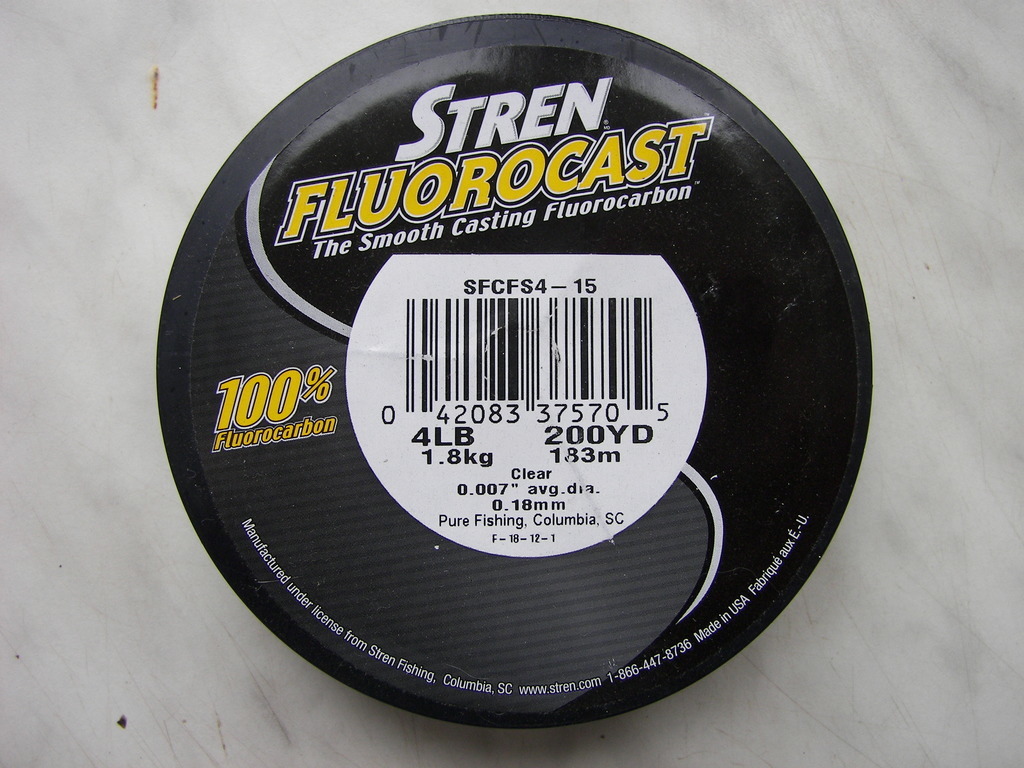 STREN
FLUOROCAST
The Smooth Casting Fluorocarbon™
SFCFS4-15
0 42083 37570 5
4LB 200YD
1.8kg 183m
Clear
0.007" avg.dia.
0.18mm
Pure Fishing, Columbia, SC
F-18-12-1
100%
Fluorocarbon
Manufactured under license from Stren Fishing, Columbia, SC www.stren.com 1-866-447-8736 Made in USA Fabriqué aux É.-U.